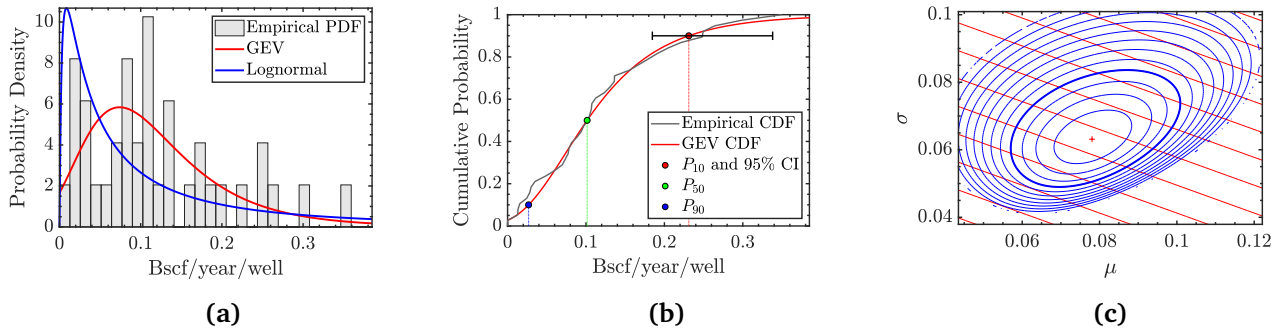 10
8
6
4
2
0
Probability Density
0
0.1
0.2
0.3
Bscf/year/well
Empirical PDF
GEV
Lognormal
(a)
1
0.8
0.6
0.4
0.2
0
Cumulative Probability
0
0.1
0.2
0.3
Bscf/year/well
Empirical CDF
GEV CDF
P10 and 95% CI
P50
P90
(b)
0.1
0.08
0.06
0.04
σ
0.06
0.08
0.1
0.12
μ
(c)